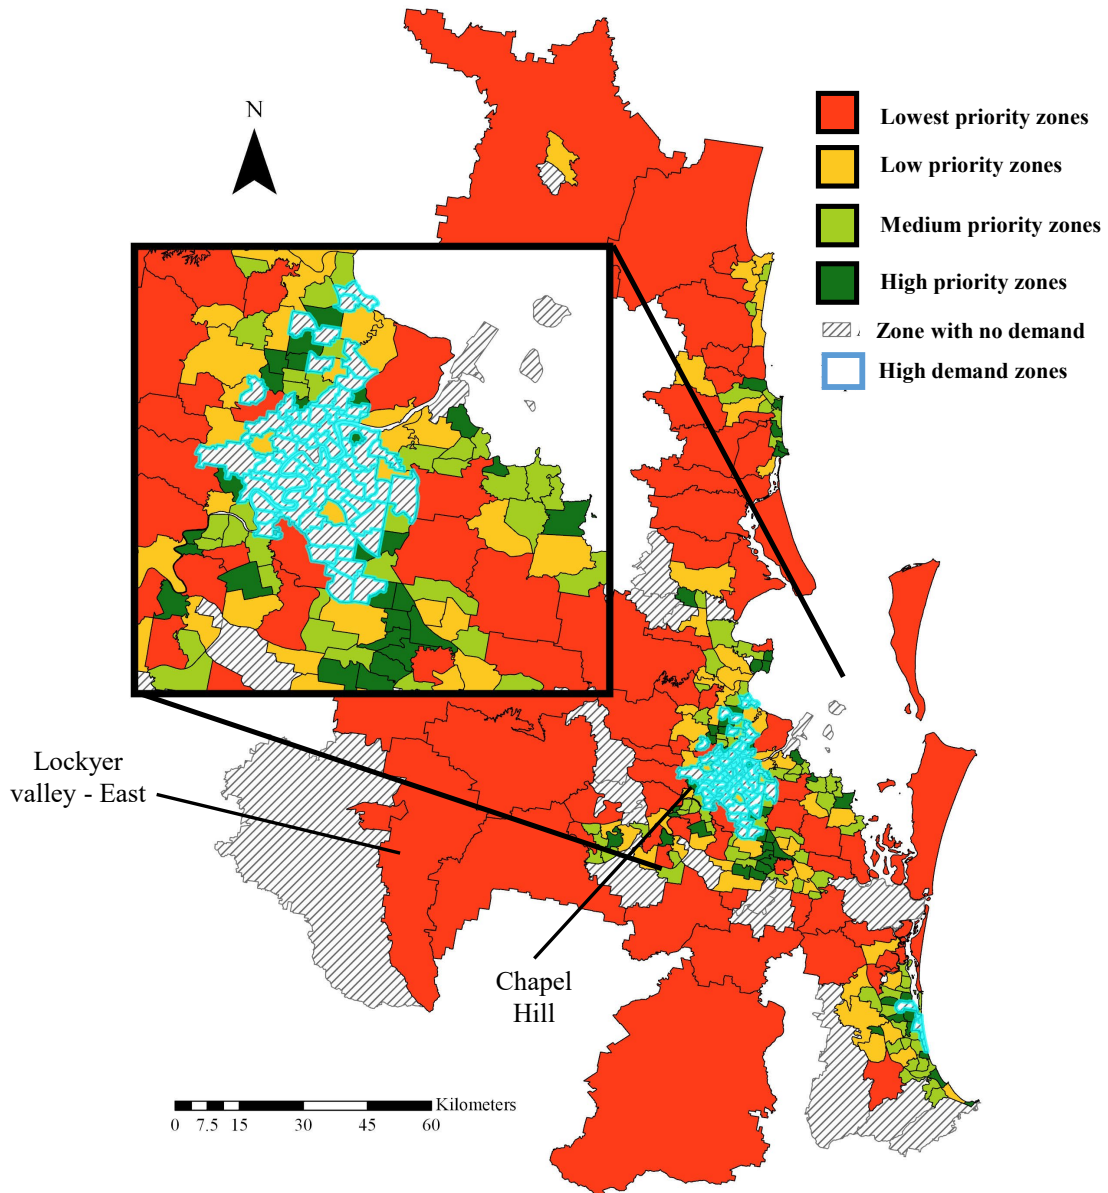 N
Lowest priority zones
Low priority zones
Medium priority zones
High priority zones
Zone with no demand
High demand zones
Lockyer
valley - East
Chapel
Hill
Kilometers
0 7.5 15 30 45 60